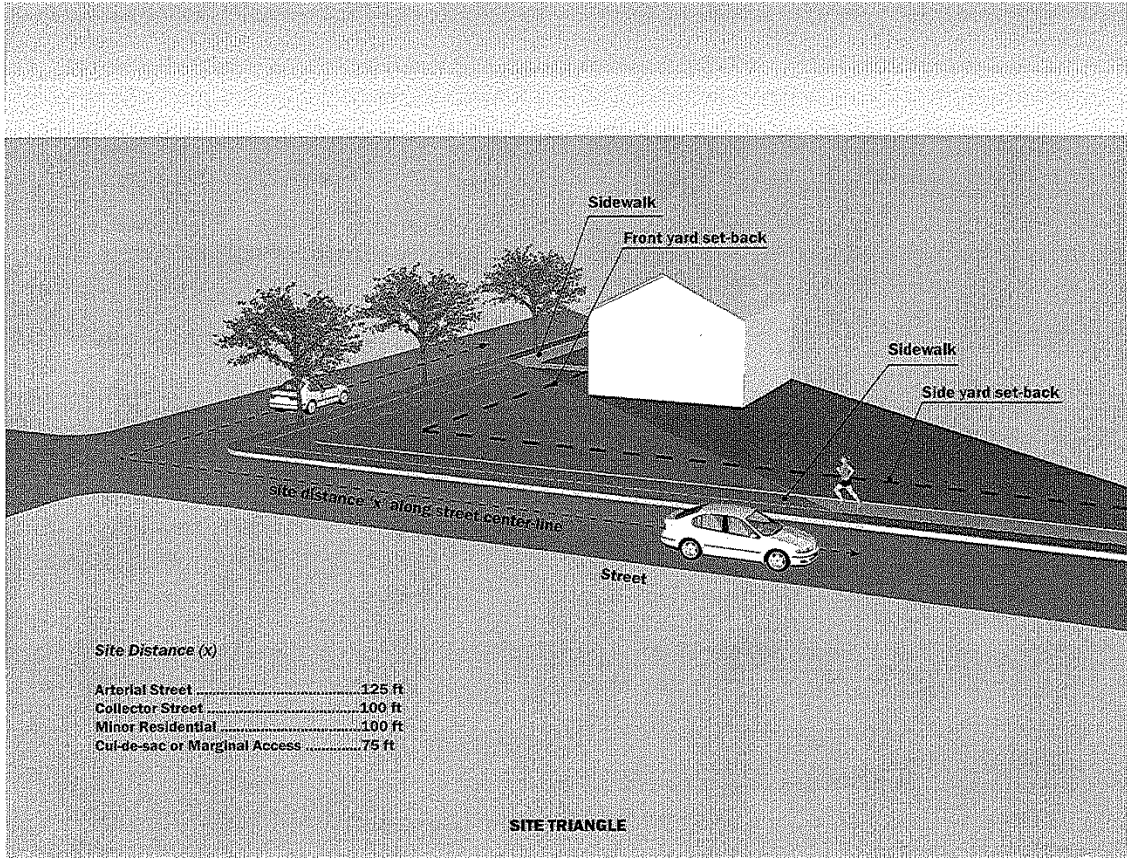 Sidewalk
Front yard set-back
Sidewalk
Side yard set-back
site distance 'x' along street center line
Street
Site Distance (x)
Arterial Street ........................................125 ft
Collector Street ......................................100 ft
Minor Residential ...................................100 ft
Cul-de-sac or Marginal Access .............75 ft
SITE TRIANGLE